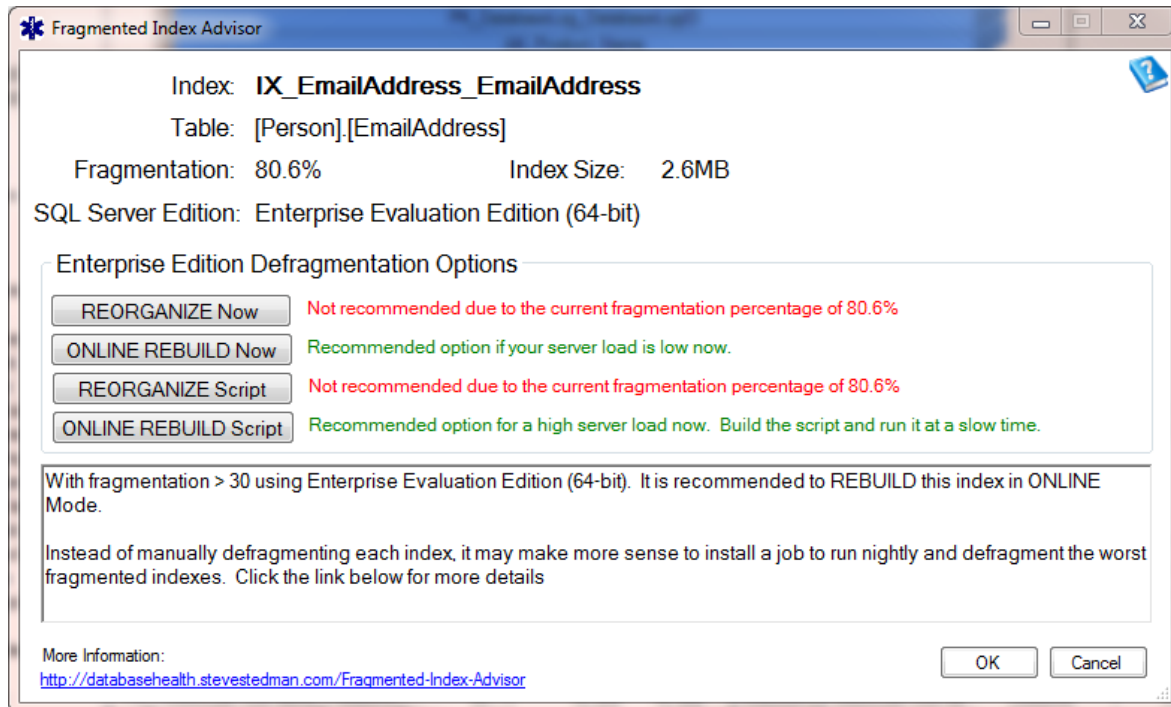 Fragmented Index Advisor
Index: IX_EmailAddress_EmailAddress
Table: [Person].[EmailAddress]
Fragmentation: 80.6% Index Size: 2.6MB
SQL Server Edition: Enterprise Evaluation Edition (64-bit)
Enterprise Edition Defragmentation Options
REORGANIZE Now Not recommended due to the current fragmentation percentage of 80.6%
ONLINE REBUILD Now Recommended option if your server load is low now.
REORGANIZE Script Not recommended due to the current fragmentation percentage of 80.6%
ONLINE REBUILD Script Recommended option for a high server load now. Build the script and run it at a slow time.
With fragmentation > 30 using Enterprise Evaluation Edition (64-bit). It is recommended to REBUILD this index in ONLINE
Mode.
Instead of manually defragmenting each index, it may make more sense to install a job to run nightly and defragment the worst
fragmented indexes. Click the link below for more details
More Information:
http://databasehealth.stevestedman.com/Fragmented-Index-Advisor
OK Cancel